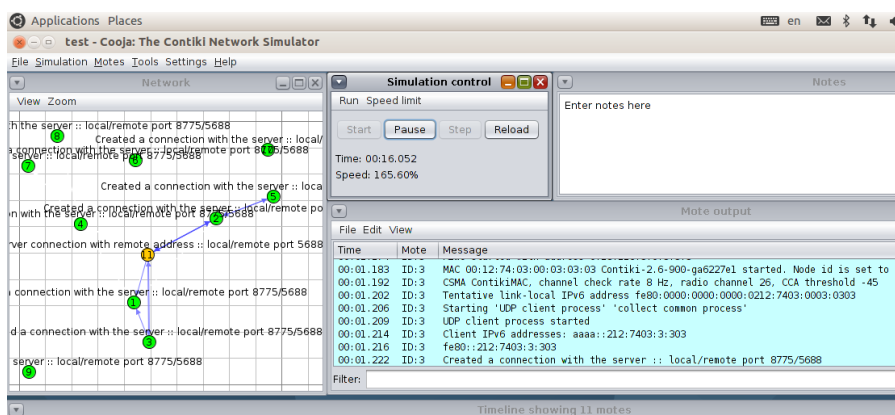 Applications Places
en
test - Cooja: The Contiki Network Simulator
File Simulation Motes Tools Settings Help
Network
View Zoom
h the server :: local/remote port 8775/5688
8
Created a connection with the server :: local/
a connection with the server :: local/remote port 8775/5688
server :: local/remote port 8775/5688
7
Created a connection with the server :: loca
5
Created a connection with the server :: local/remote po
on with the server :: local/remote port 8775/5688
2
4
ver connection with remote address :: local/remote port 5688
11
connection with the server :: local/remote port 8775/5688
1
d a connection with the server :: local/remote port 8775/5688
3
server :: local/remote port 8775/5688
9
Simulation control
Run Speed limit
Start Pause Step Reload
Time: 00:16.052
Speed: 165.60%
Notes
Enter notes here
Mote output
File Edit View
Time Mote Message
00:01.183 ID:3 MAC 00:12:74:03:00:03:03:03 Contiki-2.6-900-ga6227e1 started. Node id is set to
00:01.192 ID:3 CSMA ContikiMAC, channel check rate 8 Hz, radio channel 26, CCA threshold -45
00:01.202 ID:3 Tentative link-local IPv6 address fe80:0000:0000:0000:0212:7403:0003:0303
00:01.206 ID:3 Starting 'UDP client process' 'collect common process'
00:01.209 ID:3 UDP client process started
00:01.214 ID:3 Client IPv6 addresses: aaaa::212:7403:3:303
00:01.216 ID:3 fe80::212:7403:3:303
00:01.222 ID:3 Created a connection with the server :: local/remote port 8775/5688
Filter:
Timeline showing 11 motes